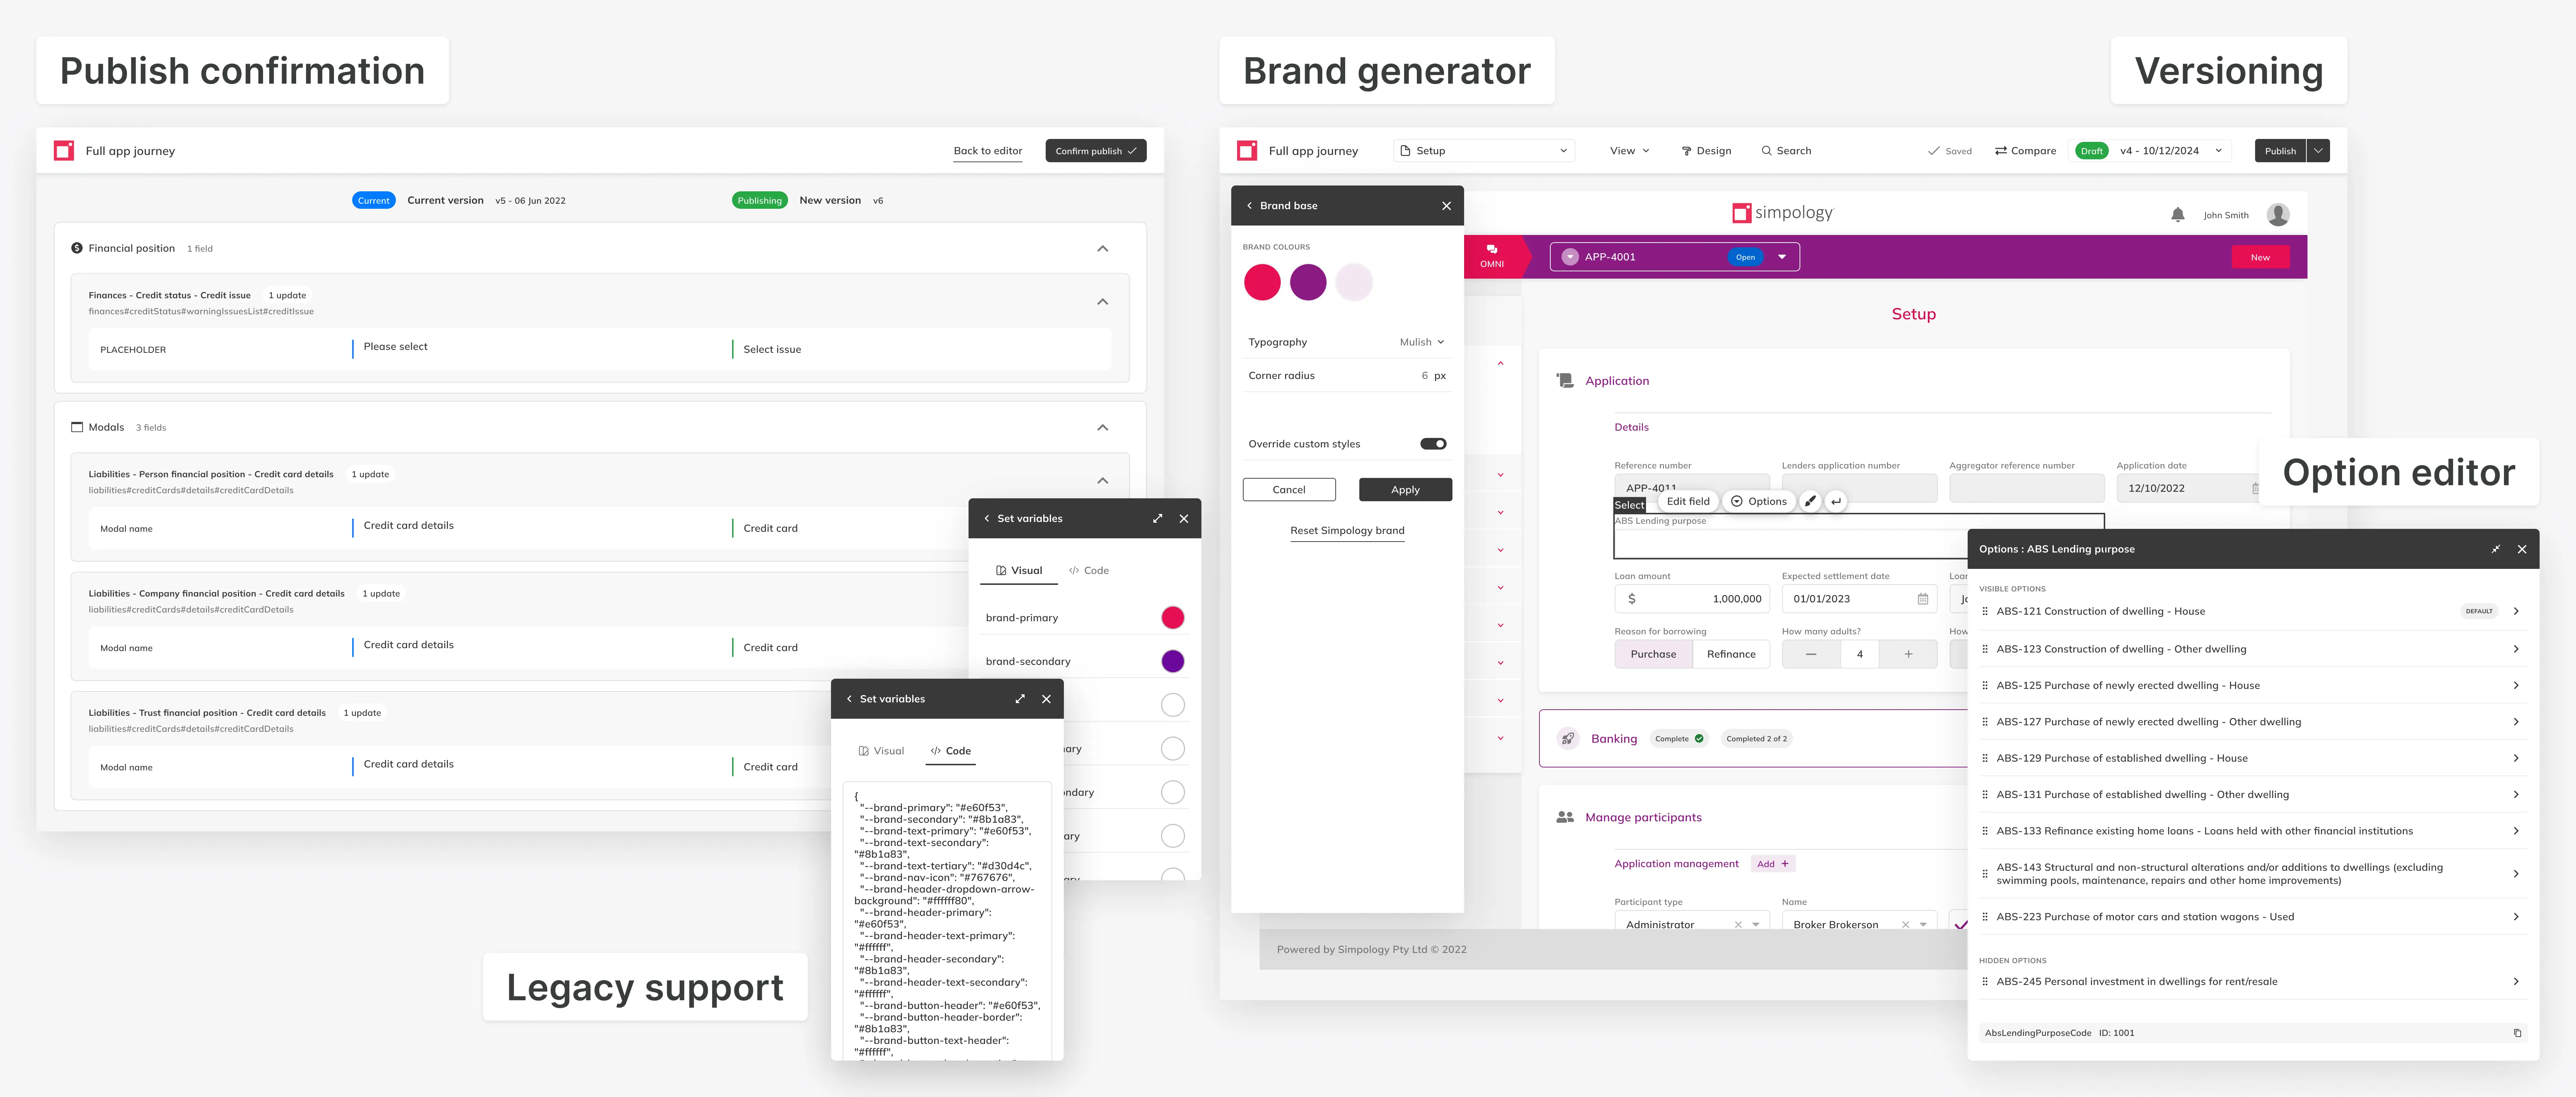 Publish confirmation
Full app journey
Back to editor
Confirm publish
Current
Current version
v5 - 06 Jun 2022
Publishing
New version
v6
Financial position
1 field
Finances - Credit status - Credit issue
1 update
finances#creditStatus#warningIssuesList#creditIssue
PLACEHOLDER
Please select
Select issue
Modals
3 fields
Liabilities - Person financial position - Credit card details
1 update
liabilities#creditCards#details#creditCardDetails
Modal name
Credit card details
Credit card
Liabilities - Company financial position - Credit card details
1 update
liabilities#creditCards#details#creditCardDetails
Modal name
Credit card details
Credit card
Liabilities - Trust financial position - Credit card details
1 update
liabilities#creditCards#details#creditCardDetails
Modal name
Credit card details
Credit card
Set variables
Visual
</> Code
brand-primary
brand-secondary
ary
ndary
ary
ary
Set variables
Visual
</> Code
{
"--brand-primary": "#e60f53",
"--brand-secondary": "#8b1a83",
"--brand-text-primary": "#e60f53",
"--brand-text-secondary":
"#8b1a83",
"--brand-text-tertiary": "#d30d4c",
"--brand-nav-icon": "#767676",
"--brand-header-dropdown-arrow-
background": "#ffffff80",
"--brand-header-primary":
"#e60f53",
"--brand-header-text-primary":
"#ffffff",
"--brand-header-secondary":
"#8b1a83",
"--brand-header-text-secondary":
"#ffffff",
"--brand-button-header": "#e60f53",
"--brand-button-header-border":
"#8b1a83",
"--brand-button-text-header":
"#ffffff",
Legacy support
Brand generator
Versioning
Full app journey
Setup
View
Design
Search
Saved
Compare
Draft
v4 - 10/12/2024
Publish
Brand base
BRAND COLOURS
Typography
Mulish
Corner radius
6 px
Override custom styles
Cancel
Apply
Reset Simpology brand
simpology
John Smith
OMNI
APP-4001
Open
New
Setup
Application
Details
Reference number
APP-4011
Lenders application number
Aggregator reference number
Application date
12/10/2022
Select
Edit field
Options
ABS Lending purpose
Loan amount
$ 1,000,000
Expected settlement date
01/01/2023
Loan
Jo
Reason for borrowing
Purchase
Refinance
How many adults?
4
How
Banking
Complete
Completed 2 of 2
Manage participants
Application management
Add +
Participant type
Administrator
Name
Broker Brokerson
Powered by Simpology Pty Ltd © 2022
Option editor
Options : ABS Lending purpose
VISIBLE OPTIONS
ABS-121 Construction of dwelling - House
DEFAULT
ABS-123 Construction of dwelling - Other dwelling
ABS-125 Purchase of newly erected dwelling - House
ABS-127 Purchase of newly erected dwelling - Other dwelling
ABS-129 Purchase of established dwelling - House
ABS-131 Purchase of established dwelling - Other dwelling
ABS-133 Refinance existing home loans - Loans held with other financial institutions
ABS-143 Structural and non-structural alterations and/or additions to dwellings (excluding
swimming pools, maintenance, repairs and other home improvements)
ABS-223 Purchase of motor cars and station wagons - Used
HIDDEN OPTIONS
ABS-245 Personal investment in dwellings for rent/resale
AbsLendingPurposeCode ID: 1001